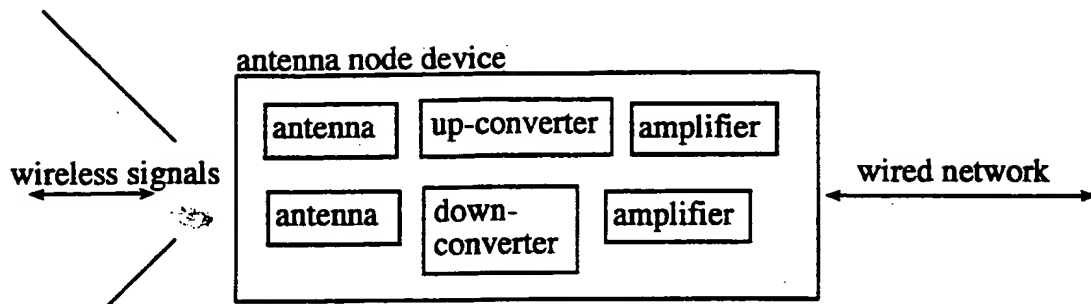 antenna node device
antenna
up-converter
amplifier
wireless signals
wired network
antenna
down-
converter
amplifier